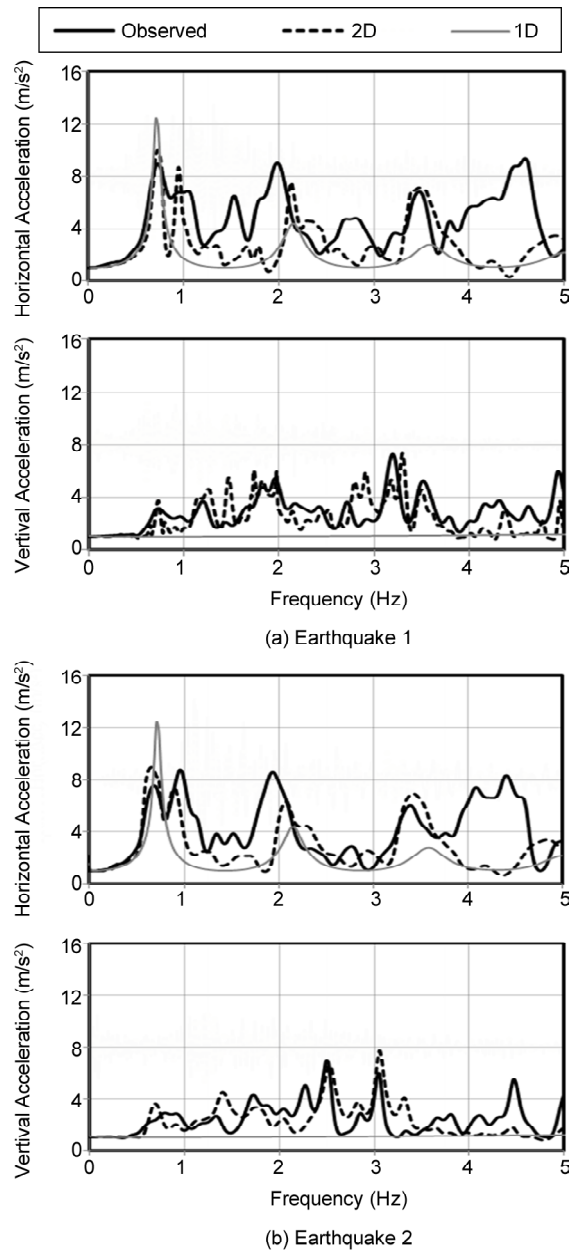 Observed 2D 1D
Horizontal Acceleration (m/s²)
16
12
8
4
0
0 1 2 3 4 5
Vertival Acceleration (m/s²)
16
12
8
4
0
0 1 2 3 4 5
Frequency (Hz)
(a) Earthquake 1
Horizontal Acceleration (m/s²)
16
12
8
4
0
0 1 2 3 4 5
Vertival Acceleration (m/s²)
16
12
8
4
0
0 1 2 3 4 5
Frequency (Hz)
(b) Earthquake 2